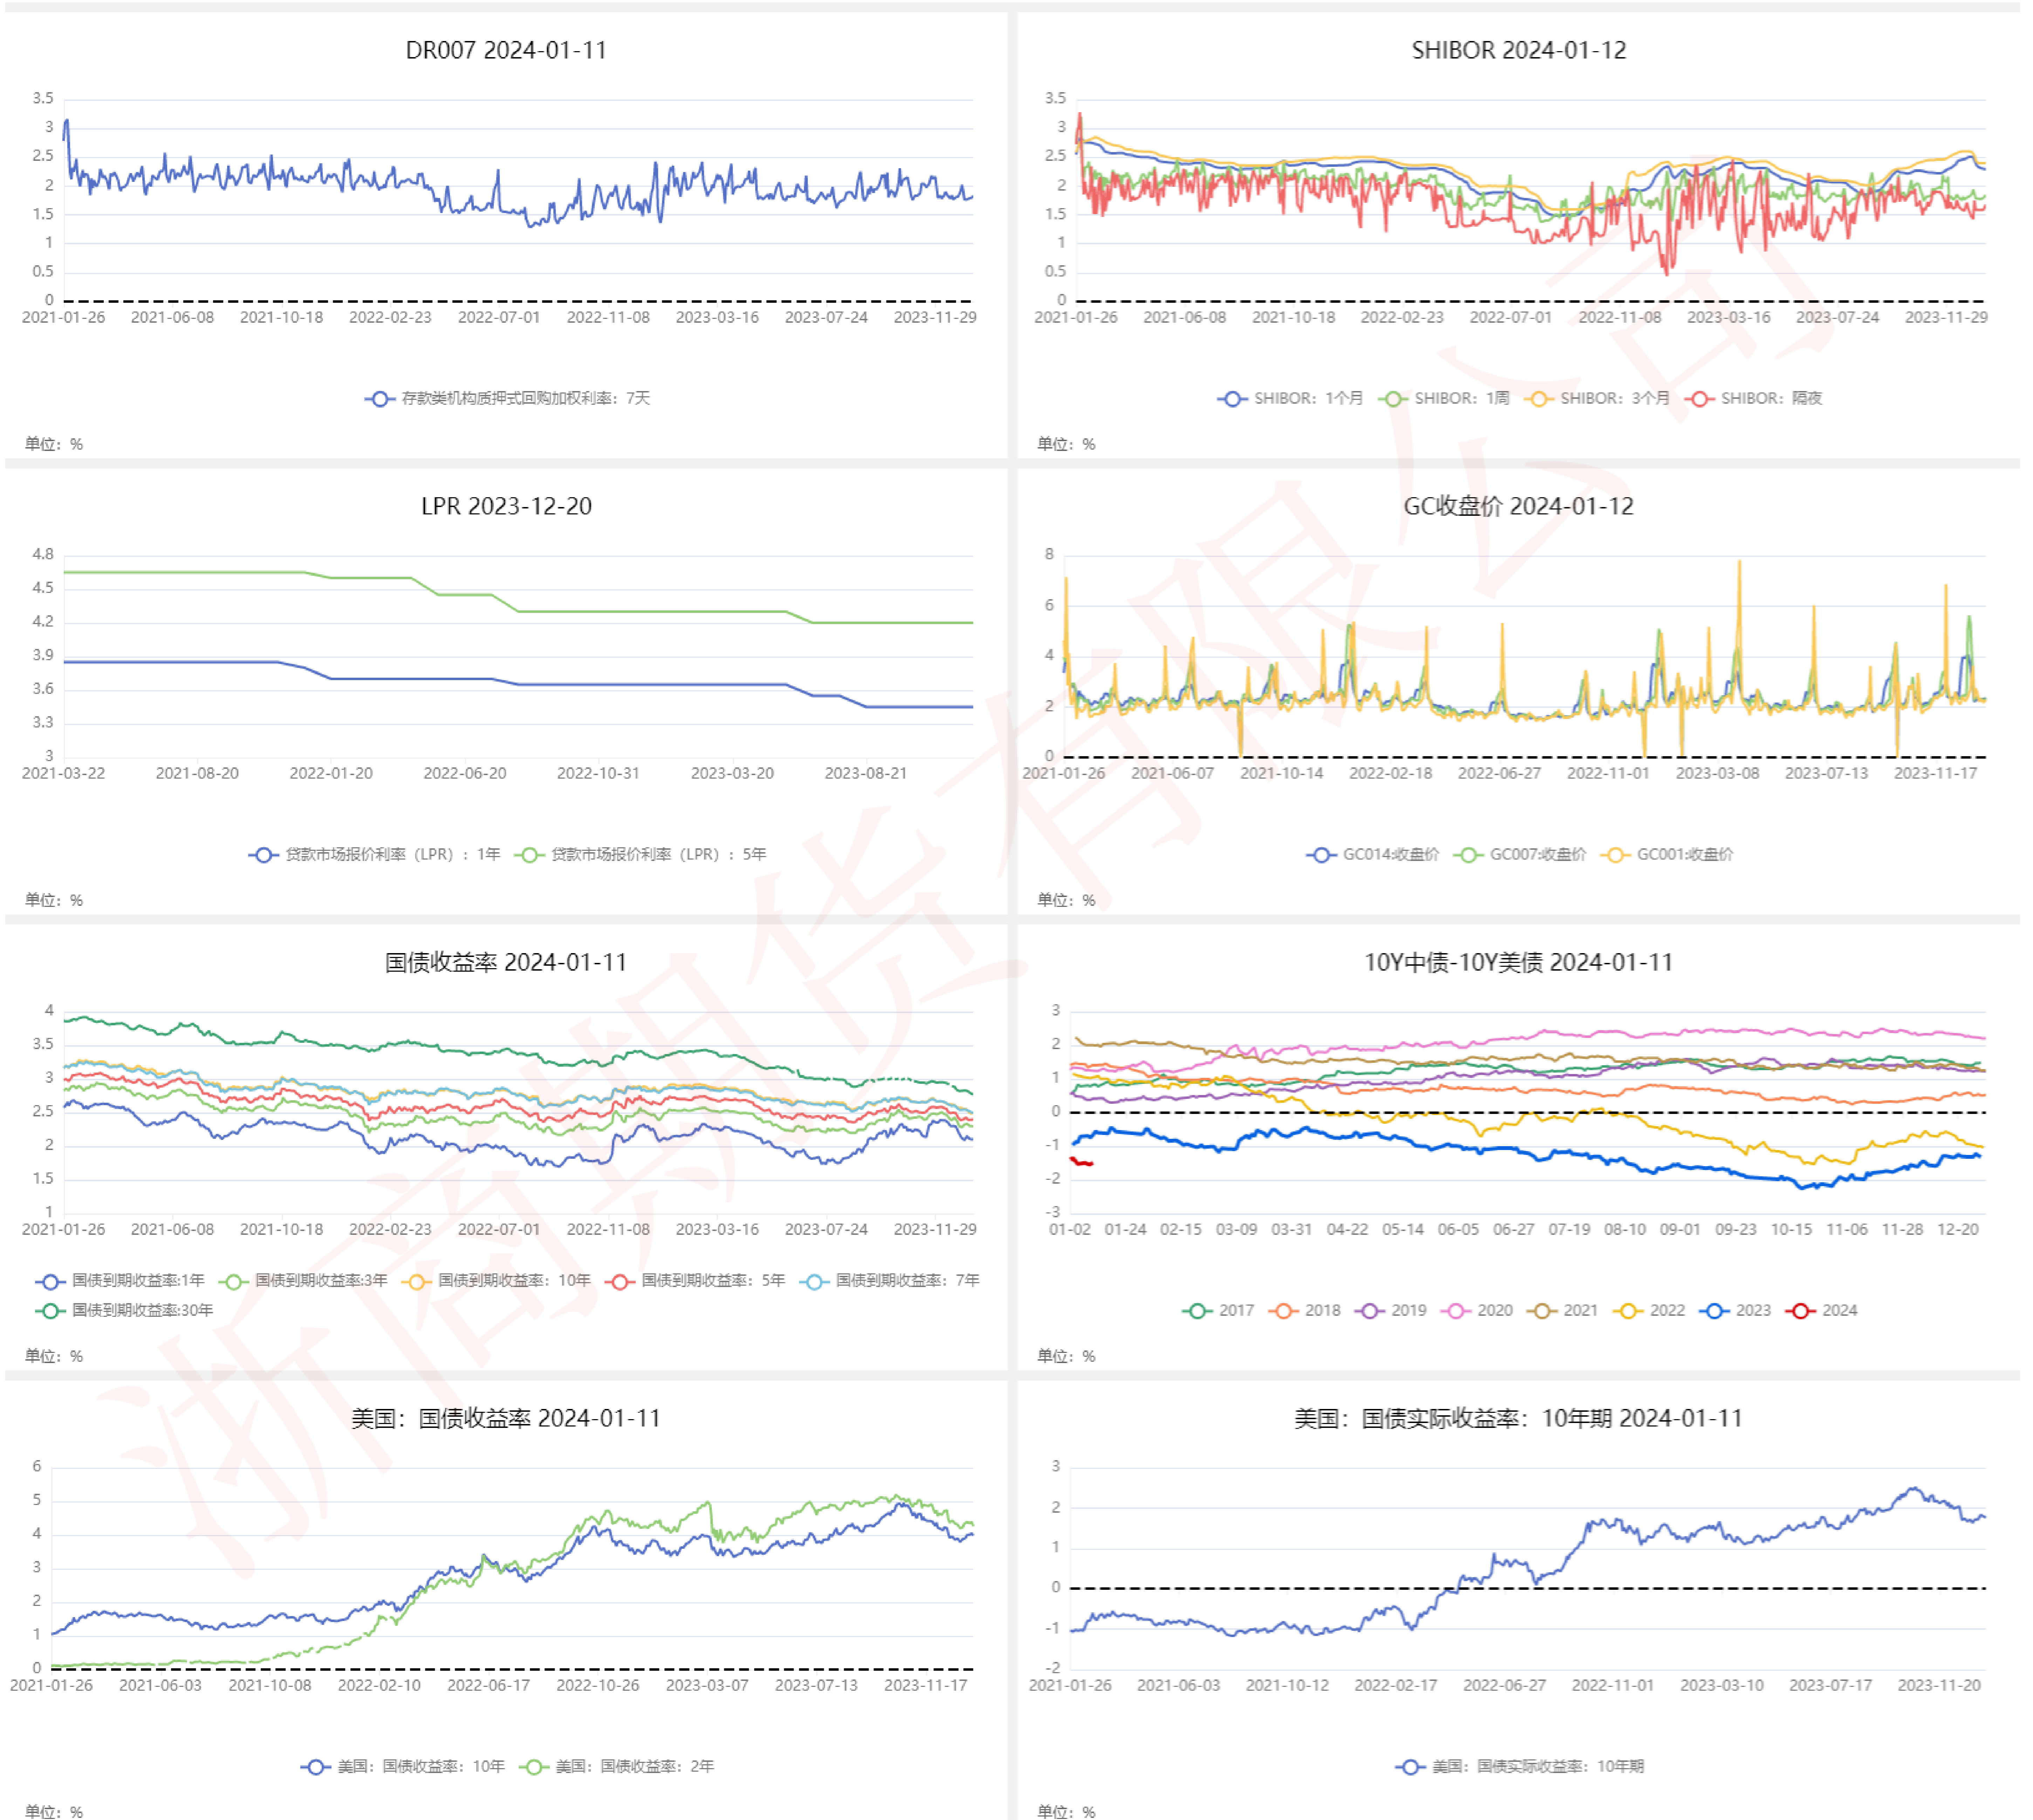 DR007 2024-01-11
3.5
3
2.5
2
1.5
1
0.5
0
2021-01-26 2021-06-08 2021-10-18 2022-02-23 2022-07-01 2022-11-08 2023-03-16 2023-07-24 2023-11-29
存款类机构质押式回购加权利率：7天
单位：%
SHIBOR 2024-01-12
3.5
3
2.5
2
1.5
1
0.5
0
2021-01-26 2021-06-08 2021-10-18 2022-02-23 2022-07-01 2022-11-08 2023-03-16 2023-07-24 2023-11-29
SHIBOR：1个月 SHIBOR：1周 SHIBOR：3个月 SHIBOR：隔夜
单位：%
LPR 2023-12-20
4.8
4.5
4.2
3.9
3.6
3.3
3
2021-03-22 2021-08-20 2022-01-20 2022-06-20 2022-10-31 2023-03-20 2023-08-21
贷款市场报价利率（LPR）：1年 贷款市场报价利率（LPR）：5年
单位：%
GC收盘价 2024-01-12
8
6
4
2
0
2021-01-26 2021-06-07 2021-10-14 2022-02-18 2022-06-27 2022-11-01 2023-03-08 2023-07-13 2023-11-17
GC014:收盘价 GC007:收盘价 GC001:收盘价
单位：%
国债收益率 2024-01-11
4
3.5
3
2.5
2
1.5
1
2021-01-26 2021-06-08 2021-10-18 2022-02-23 2022-07-01 2022-11-08 2023-03-16 2023-07-24 2023-11-29
国债到期收益率:1年 国债到期收益率:3年 国债到期收益率：10年 国债到期收益率：5年 国债到期收益率：7年
国债到期收益率:30年
单位：%
10Y中债-10Y美债 2024-01-11
3
2
1
0
-1
-2
-3
01-02 01-24 02-15 03-09 03-31 04-22 05-14 06-05 06-27 07-19 08-10 09-01 09-23 10-15 11-06 11-28 12-20
2017 2018 2019 2020 2021 2022 2023 2024
单位：%
美国：国债收益率 2024-01-11
6
5
4
3
2
1
0
2021-01-26 2021-06-03 2021-10-08 2022-02-10 2022-06-17 2022-10-26 2023-03-07 2023-07-13 2023-11-17
美国：国债收益率：10年 美国：国债收益率：2年
单位：%
美国：国债实际收益率：10年期 2024-01-11
3
2
1
0
-1
-2
2021-01-26 2021-06-03 2021-10-12 2022-02-17 2022-06-27 2022-11-01 2023-03-10 2023-07-17 2023-11-20
美国：国债实际收益率：10年期
单位：%
浙商期货有限公司